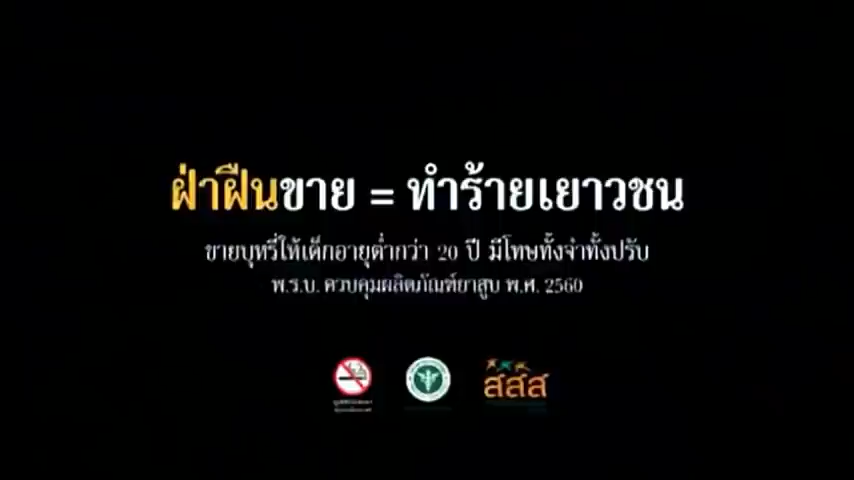 ฝ่าฝืนขาย = ทำร้ายเยาวชน
ขายบุหรี่ให้เด็กอายุต่ำกว่า 20 ปี มีโทษทั้งจำทั้งปรับ
พ.ร.บ. ควบคุมผลิตภัณฑ์ยาสูบ พ.ศ. 2560
สสส